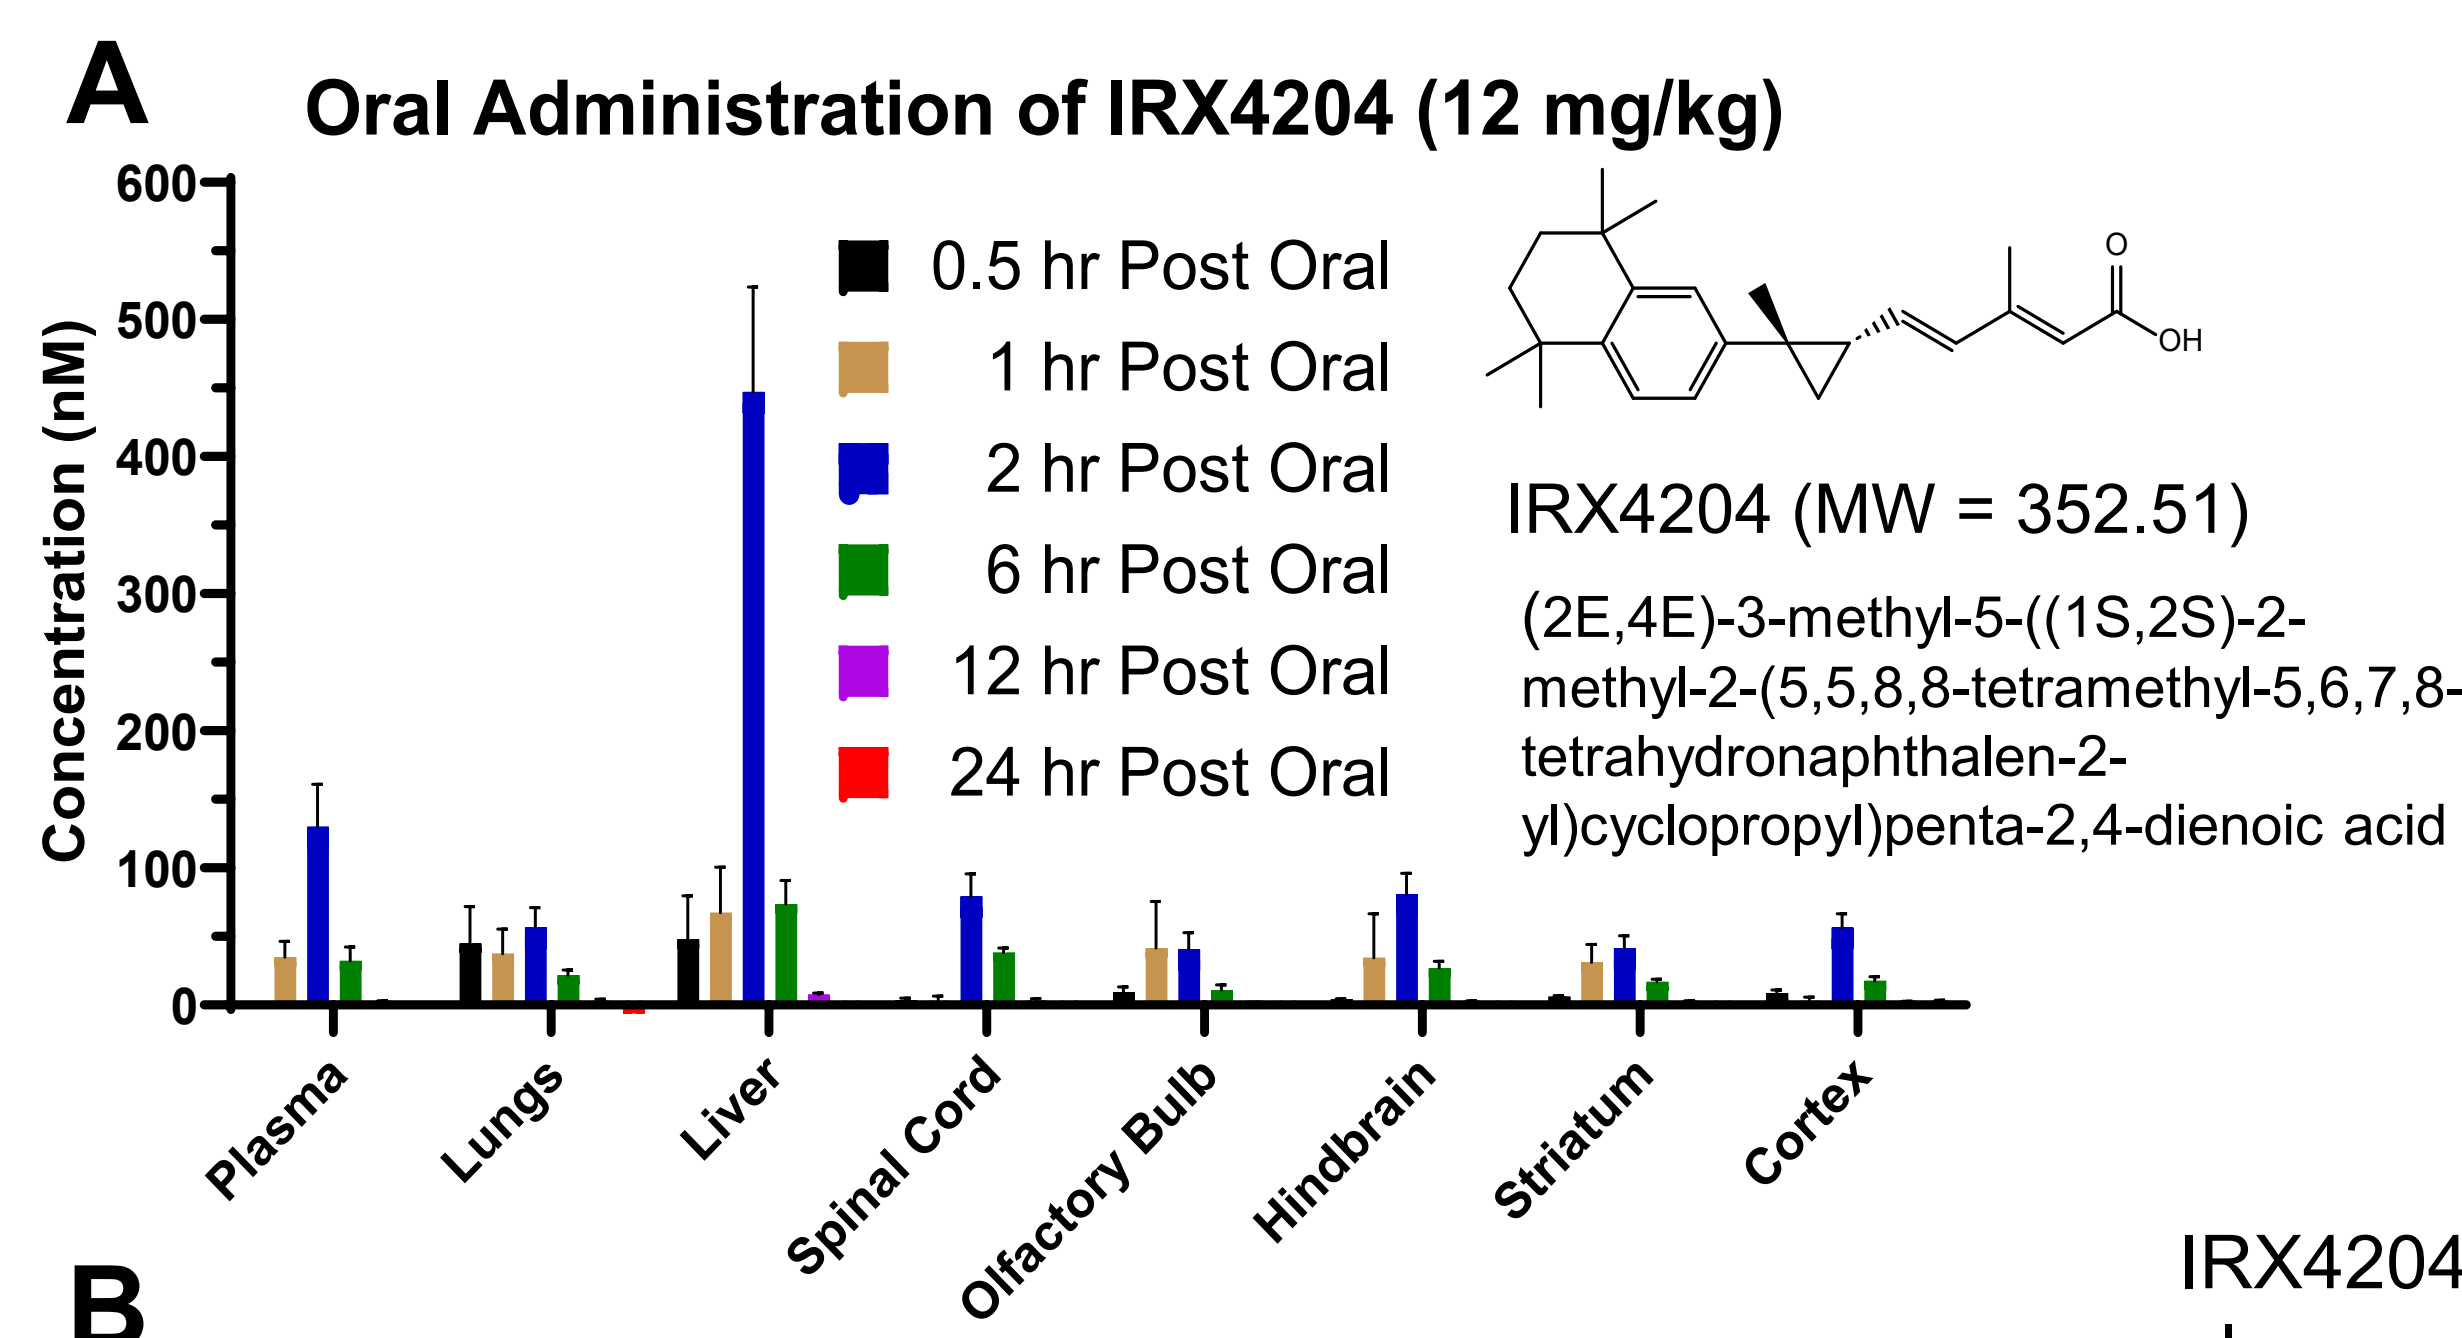 A
Oral Administration of IRX4204 (12 mg/kg)
Concentration (nM)
600
500
400
300
200
100
0
0.5 hr Post Oral
1 hr Post Oral
2 hr Post Oral
6 hr Post Oral
12 hr Post Oral
24 hr Post Oral
O
OH
IRX4204 (MW = 352.51)
(2E,4E)-3-methyl-5-((1S,2S)-2-
methyl-2-(5,5,8,8-tetramethyl-5,6,7,8-
tetrahydronaphthalen-2-
yl)cyclopropyl)penta-2,4-dienoic acid
Plasma
Lungs
Liver
Spinal Cord
Olfactory Bulb
Hindbrain
Striatum
Cortex
B
IRX4204